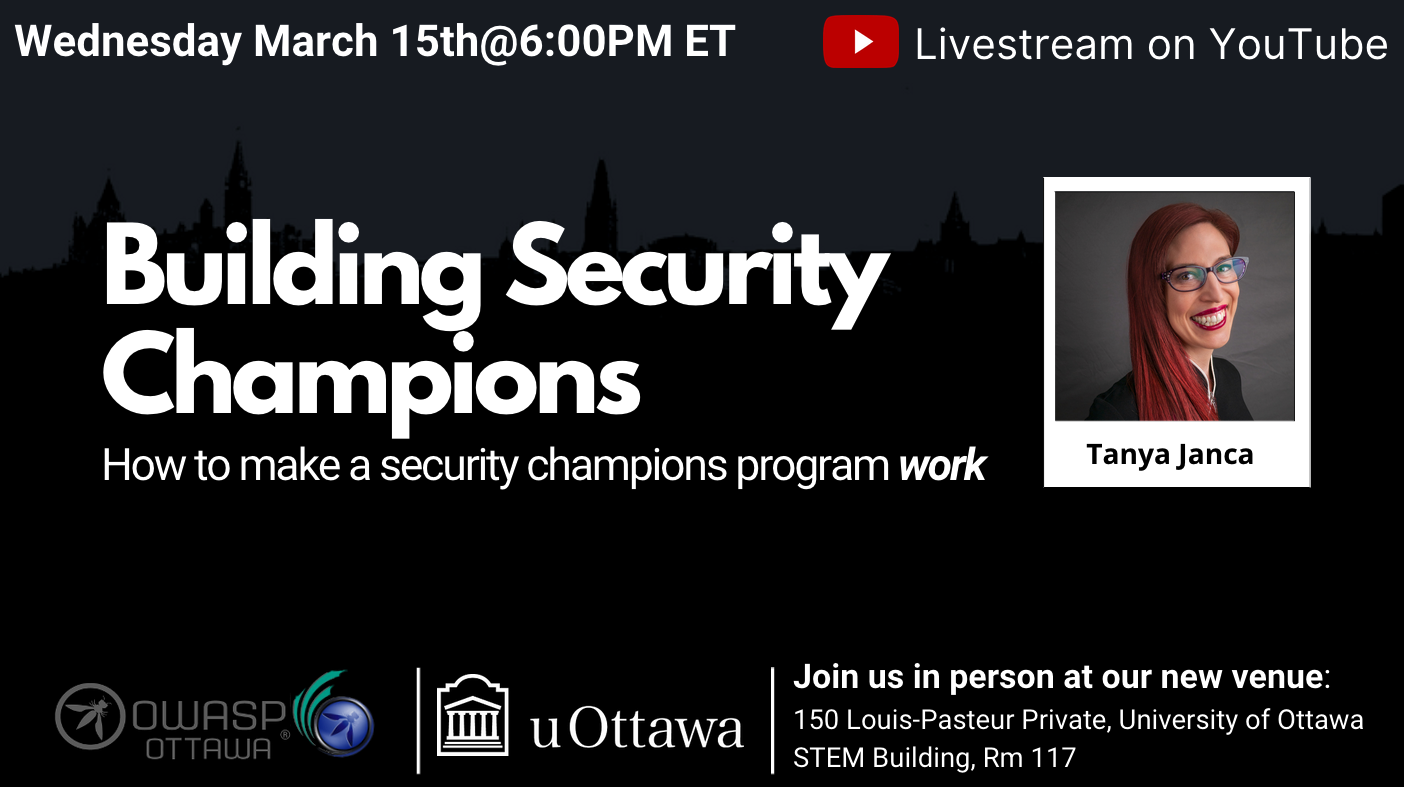 Wednesday March 15th@6:00PM ET
Livestream on YouTube
Building Security
Champions
How to make a security champions program work
Tanya Janca
OWASP
OTTAWA
®
uOttawa
Join us in person at our new venue:
150 Louis-Pasteur Private, University of Ottawa
STEM Building, Rm 117